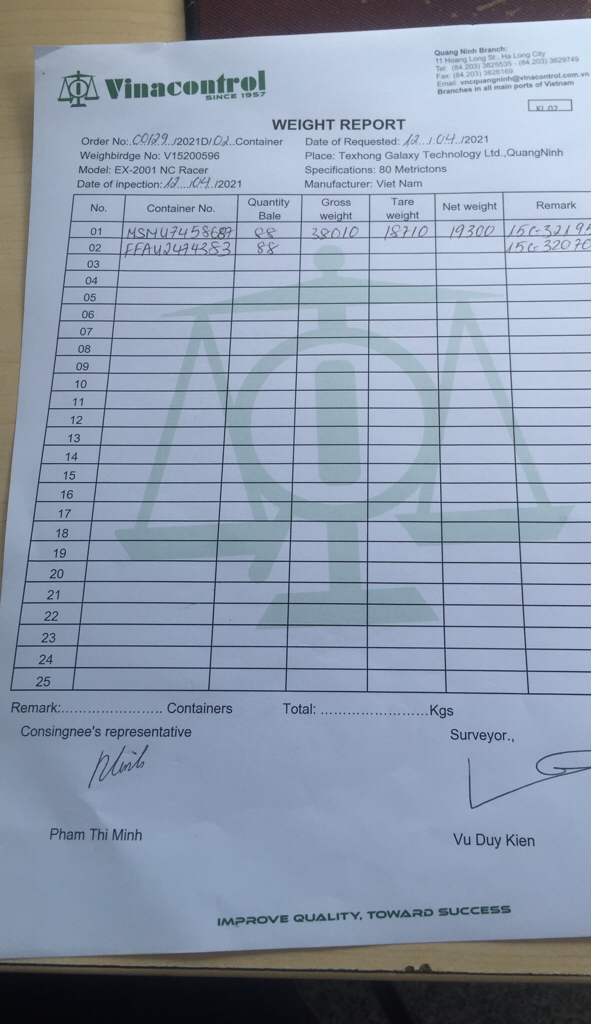 Vinacontrol
SINCE 1957
Quang Ninh Branch:
11 Hoang Long St., Ha Long City
Tel: (84.203) 3825535 - (84.203) 3629749
Fax: (84.203) 3826169
Email: vncquangninh@vinacontrol.com.vn
Branches in all main ports of Vietnam
KL 02
WEIGHT REPORT
Order No: C0129../2021D/02..Container Date of Requested: 12.../.04.../2021
Weighbirdge No: V15200596 Place: Texhong Galaxy Technology Ltd.,QuangNinh
Model: EX-2001 NC Racer Specifications: 80 Metrictons
Date of inpection: 12..../04./2021 Manufacturer: Viet Nam
No. Container No. Quantity Bale Gross weight Tare weight Net weight Remark
01 MSMU7458687 88 38010 18710 19300 15C-32195
02 FFAU2474383 88 15C-32070
03
04
05
06
07
08
09
10
11
12
13
14
15
16
17
18
19
20
21
22
23
24
25
Remark:........................ Containers Total: .........................Kgs
Consingnee's representative Surveyor.,
Minh
Pham Thi Minh Vu Duy Kien
IMPROVE QUALITY, TOWARD SUCCESS